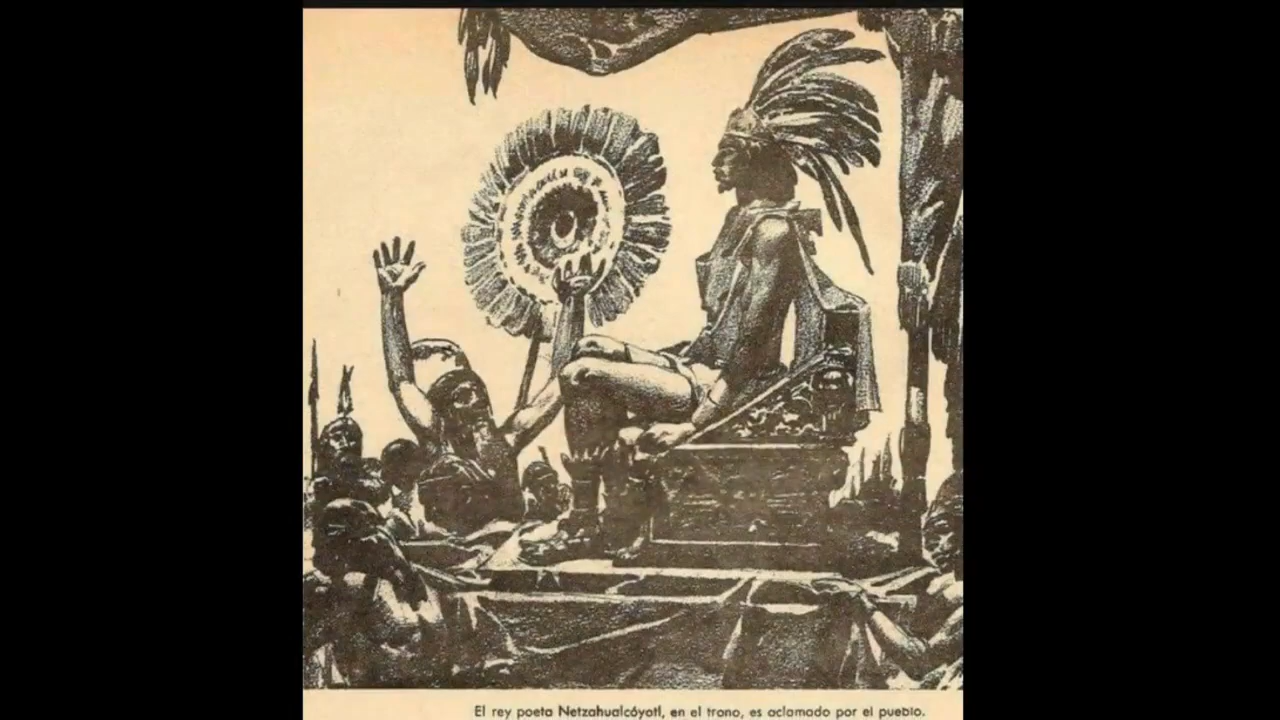 El rey poeta Netzahualcóyotl, en el trono, es aclamado por el pueblo.